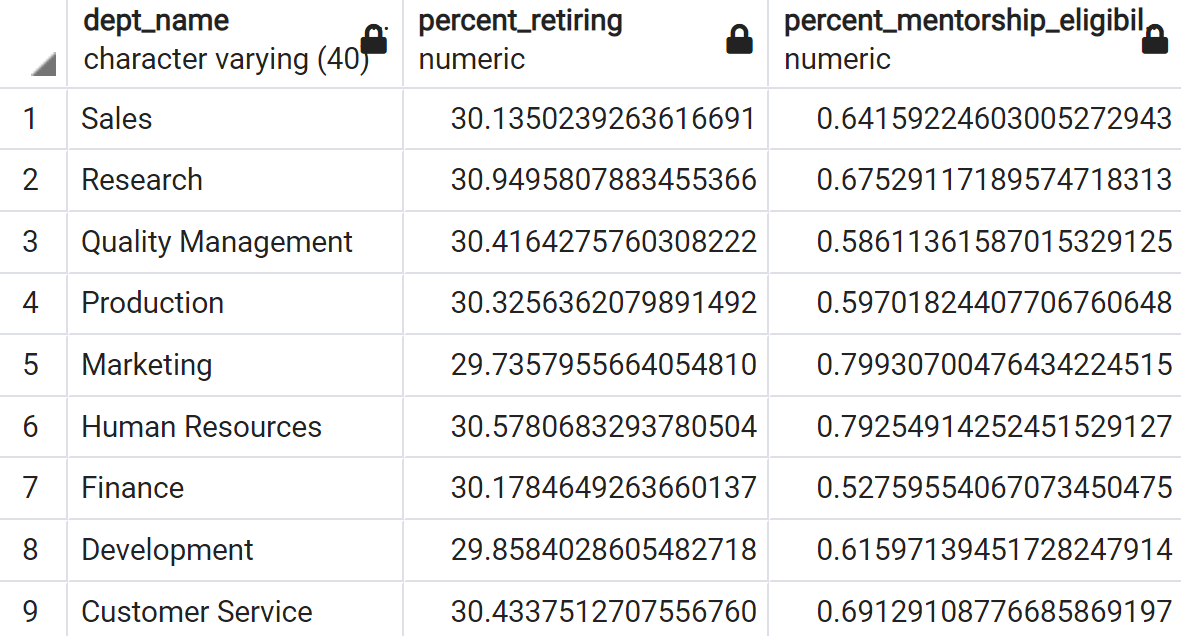 dept_name percent_retiring percent_mentorship_eligibil
character varying (40) numeric numeric
1 Sales 30.1350239263616691 0.64159224603005272943
2 Research 30.9495807883455366 0.67529117189574718313
3 Quality Management 30.4164275760308222 0.58611361587015329125
4 Production 30.3256362079891492 0.59701824407706760648
5 Marketing 29.7357955664054810 0.79930700476434224515
6 Human Resources 30.5780683293780504 0.79254914252451529127
7 Finance 30.1784649263660137 0.52759554067073450475
8 Development 29.8584028605482718 0.61597139451728247914
9 Customer Service 30.4337512707556760 0.69129108776685869197